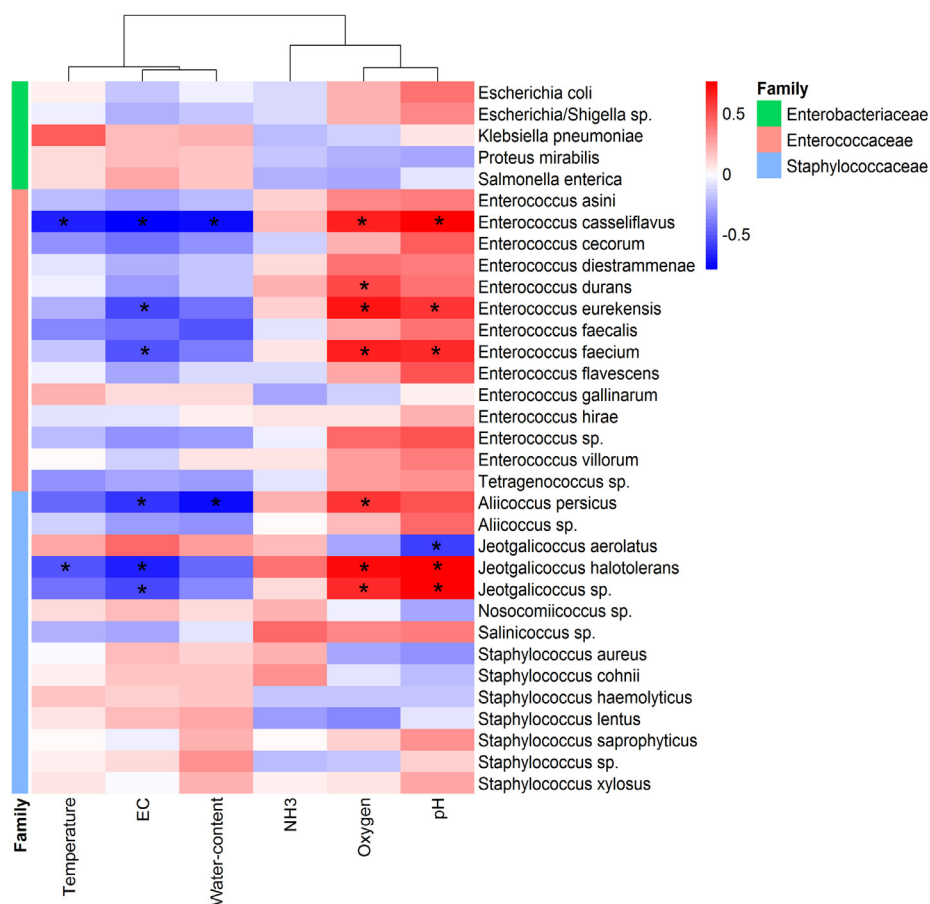 Escherichia coli
Escherichia/Shigella sp.
Klebsiella pneumoniae
Proteus mirabilis
Salmonella enterica
Enterococcus asini
Enterococcus casseliflavus
Enterococcus cecorum
Enterococcus diestrammenae
Enterococcus durans
Enterococcus eurekensis
Enterococcus faecalis
Enterococcus faecium
Enterococcus flavescens
Enterococcus gallinarum
Enterococcus hirae
Enterococcus sp.
Enterococcus villorum
Tetragenococcus sp.
Aliicoccus persicus
Aliicoccus sp.
Jeotgalicoccus aerolatus
Jeotgalicoccus halotolerans
Jeotgalicoccus sp.
Nosocomiicoccus sp.
Salinicoccus sp.
Staphylococcus aureus
Staphylococcus cohnii
Staphylococcus haemolyticus
Staphylococcus lentus
Staphylococcus saprophyticus
Staphylococcus sp.
Staphylococcus xylosus
0.5
0
-0.5
Family
Enterobacteriaceae
Enterococcaceae
Staphylococcaceae
Family
Temperature
EC
Water-content
NH3
Oxygen
pH